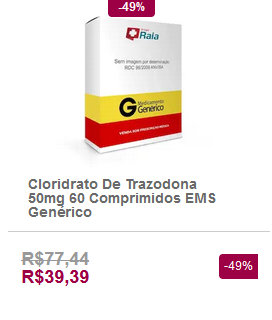 -49%
Raia
Sem imagem por determinação
RDC 96/2008 ANVISA
G Medicamento
Genérico
VENDA SOB PRESCRIÇÃO MÉDICA
Cloridrato De Trazodona
50mg 60 Comprimidos EMS
Genérico
R$77,44
R$39,39
-49%